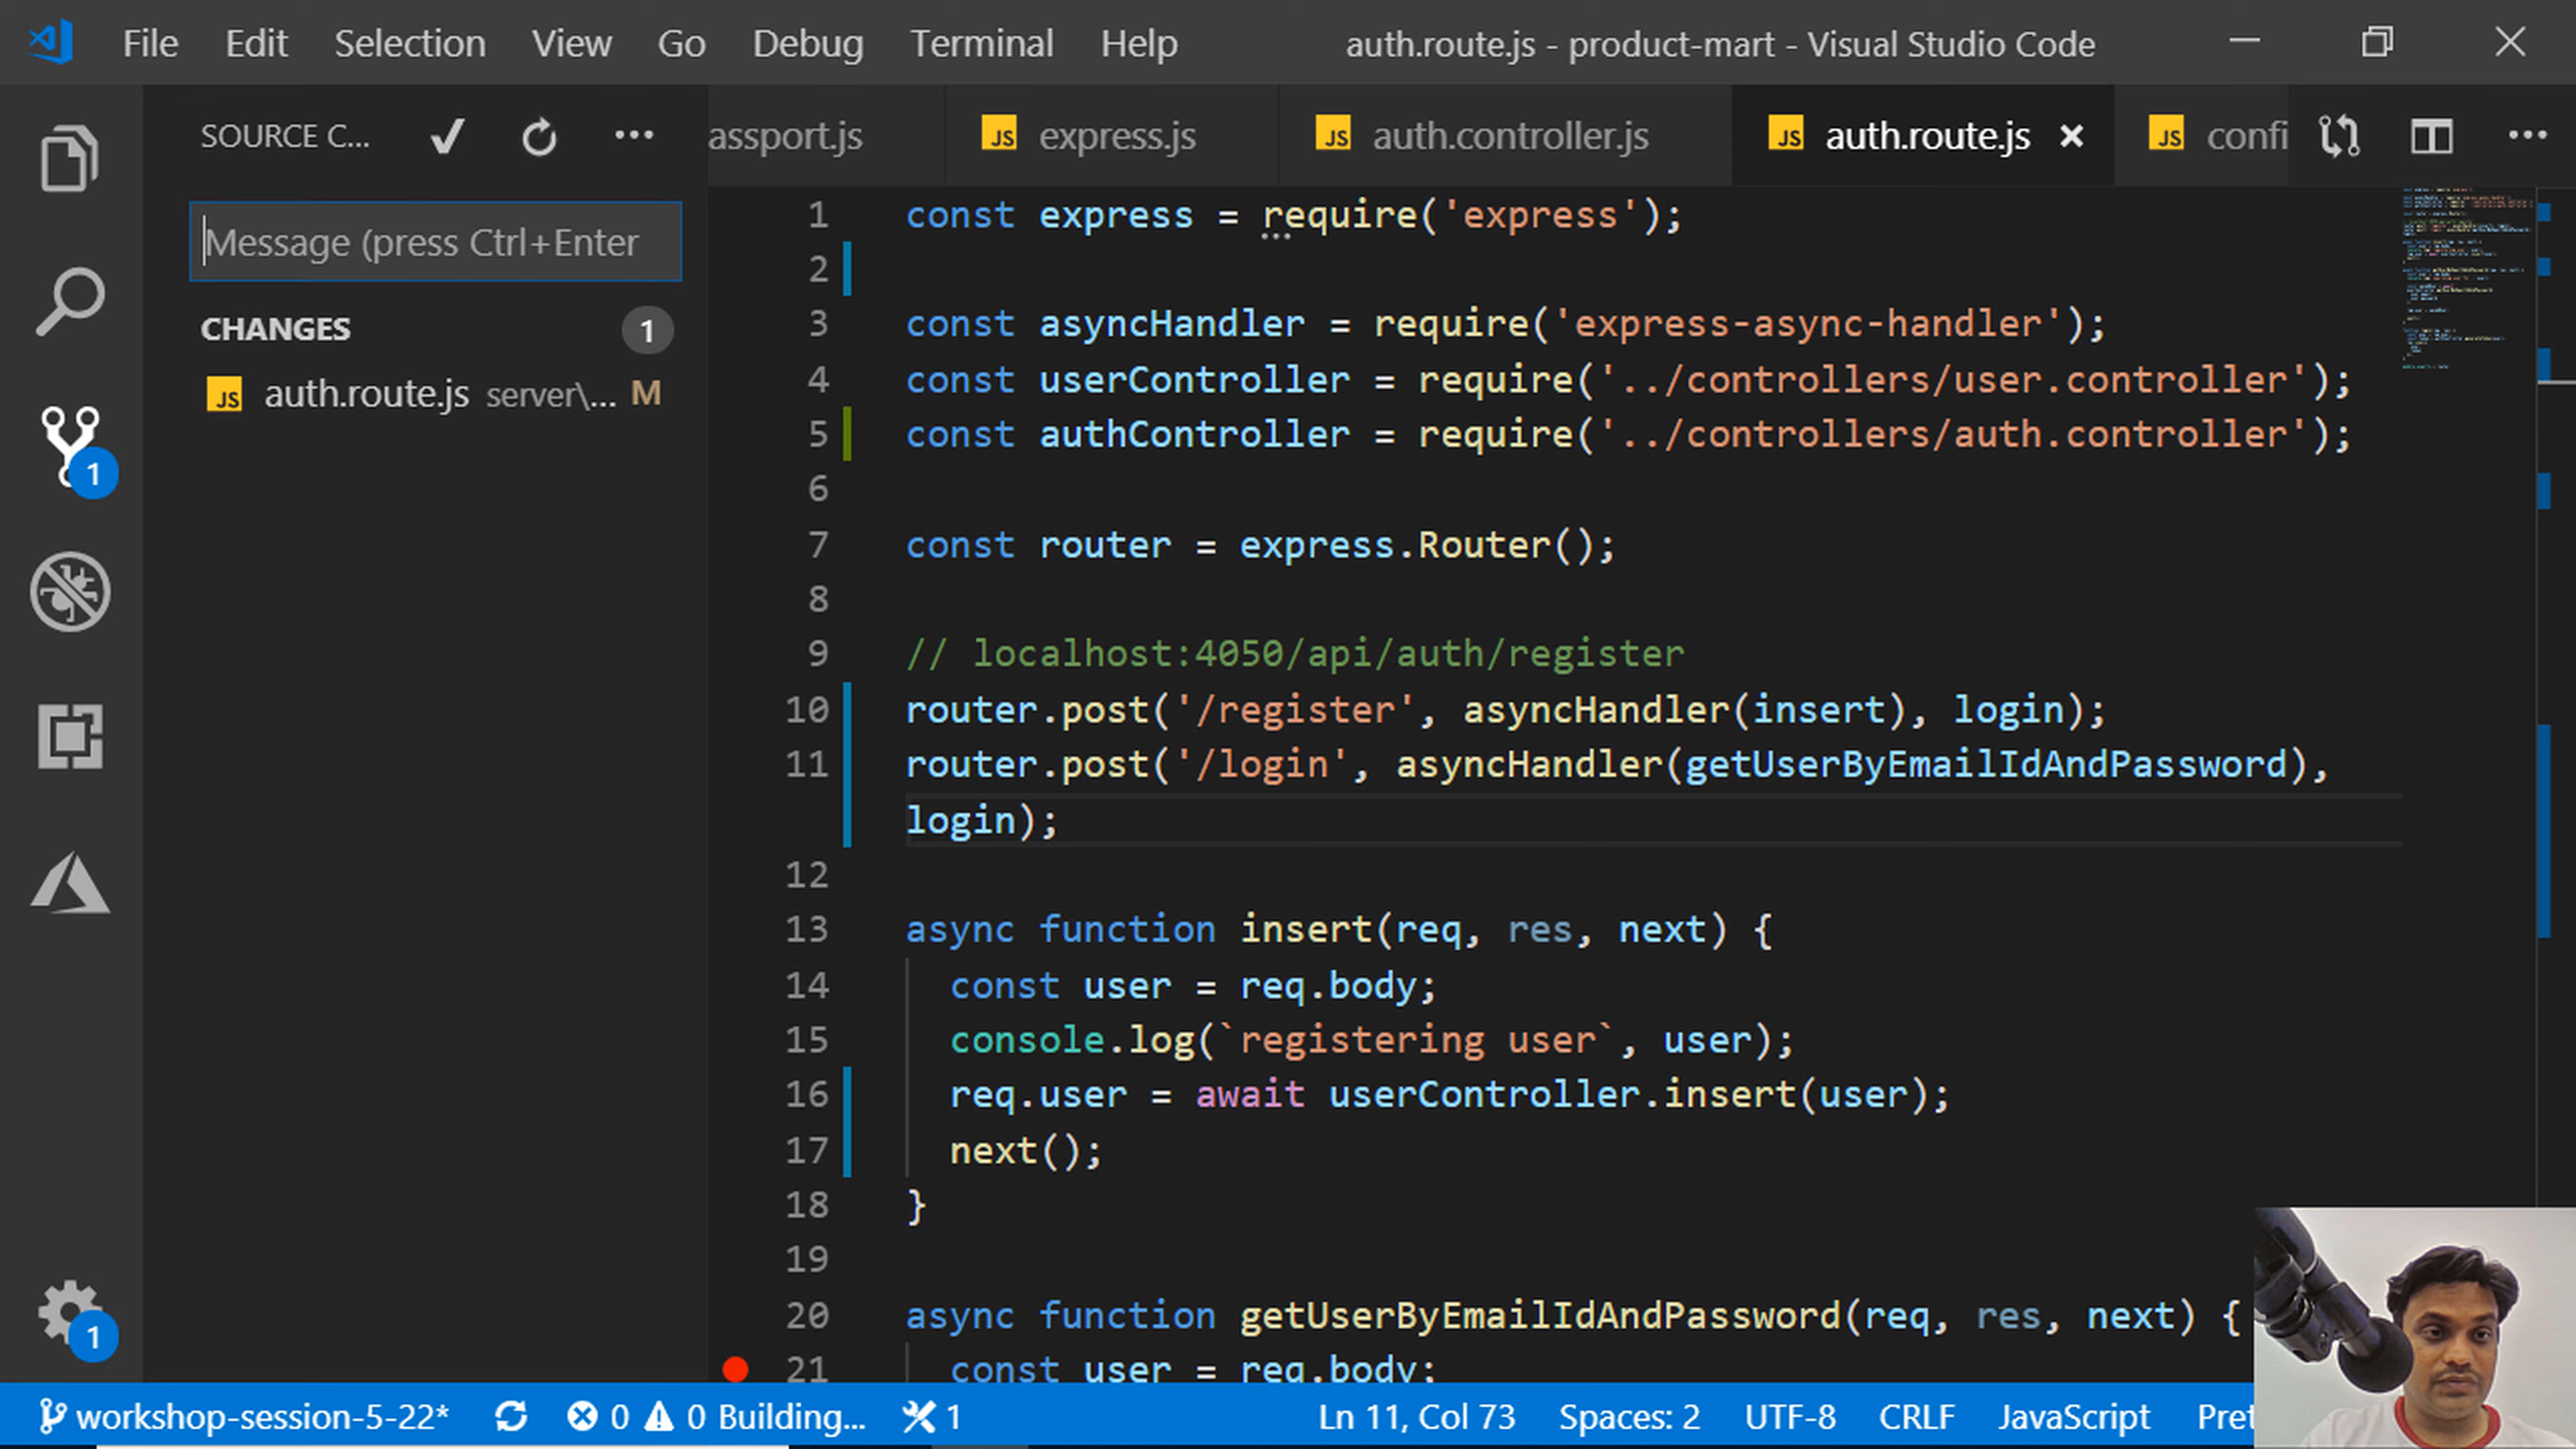 File Edit Selection View Go Debug Terminal Help auth.route.js - product-mart - Visual Studio Code
SOURCE C...
assport.js
JS express.js
JS auth.controller.js
JS auth.route.js
JS confi
Message (press Ctrl+Enter
CHANGES 1
JS auth.route.js server\... M
1
1
1 const express = require('express');
2
3 const asyncHandler = require('express-async-handler');
4 const userController = require('../controllers/user.controller');
5 const authController = require('../controllers/auth.controller');
6
7 const router = express.Router();
8
9 // localhost:4050/api/auth/register
10 router.post('/register', asyncHandler(insert), login);
11 router.post('/login', asyncHandler(getUserByEmailIdAndPassword),
login);
12
13 async function insert(req, res, next) {
14 const user = req.body;
15 console.log(`registering user`, user);
16 req.user = await userController.insert(user);
17 next();
18 }
19
20 async function getUserByEmailIdAndPassword(req, res, next) {
21 const user = req.body;
workshop-session-5-22* 0 0 Building... 1 Ln 11, Col 73 Spaces: 2 UTF-8 CRLF JavaScript Pret